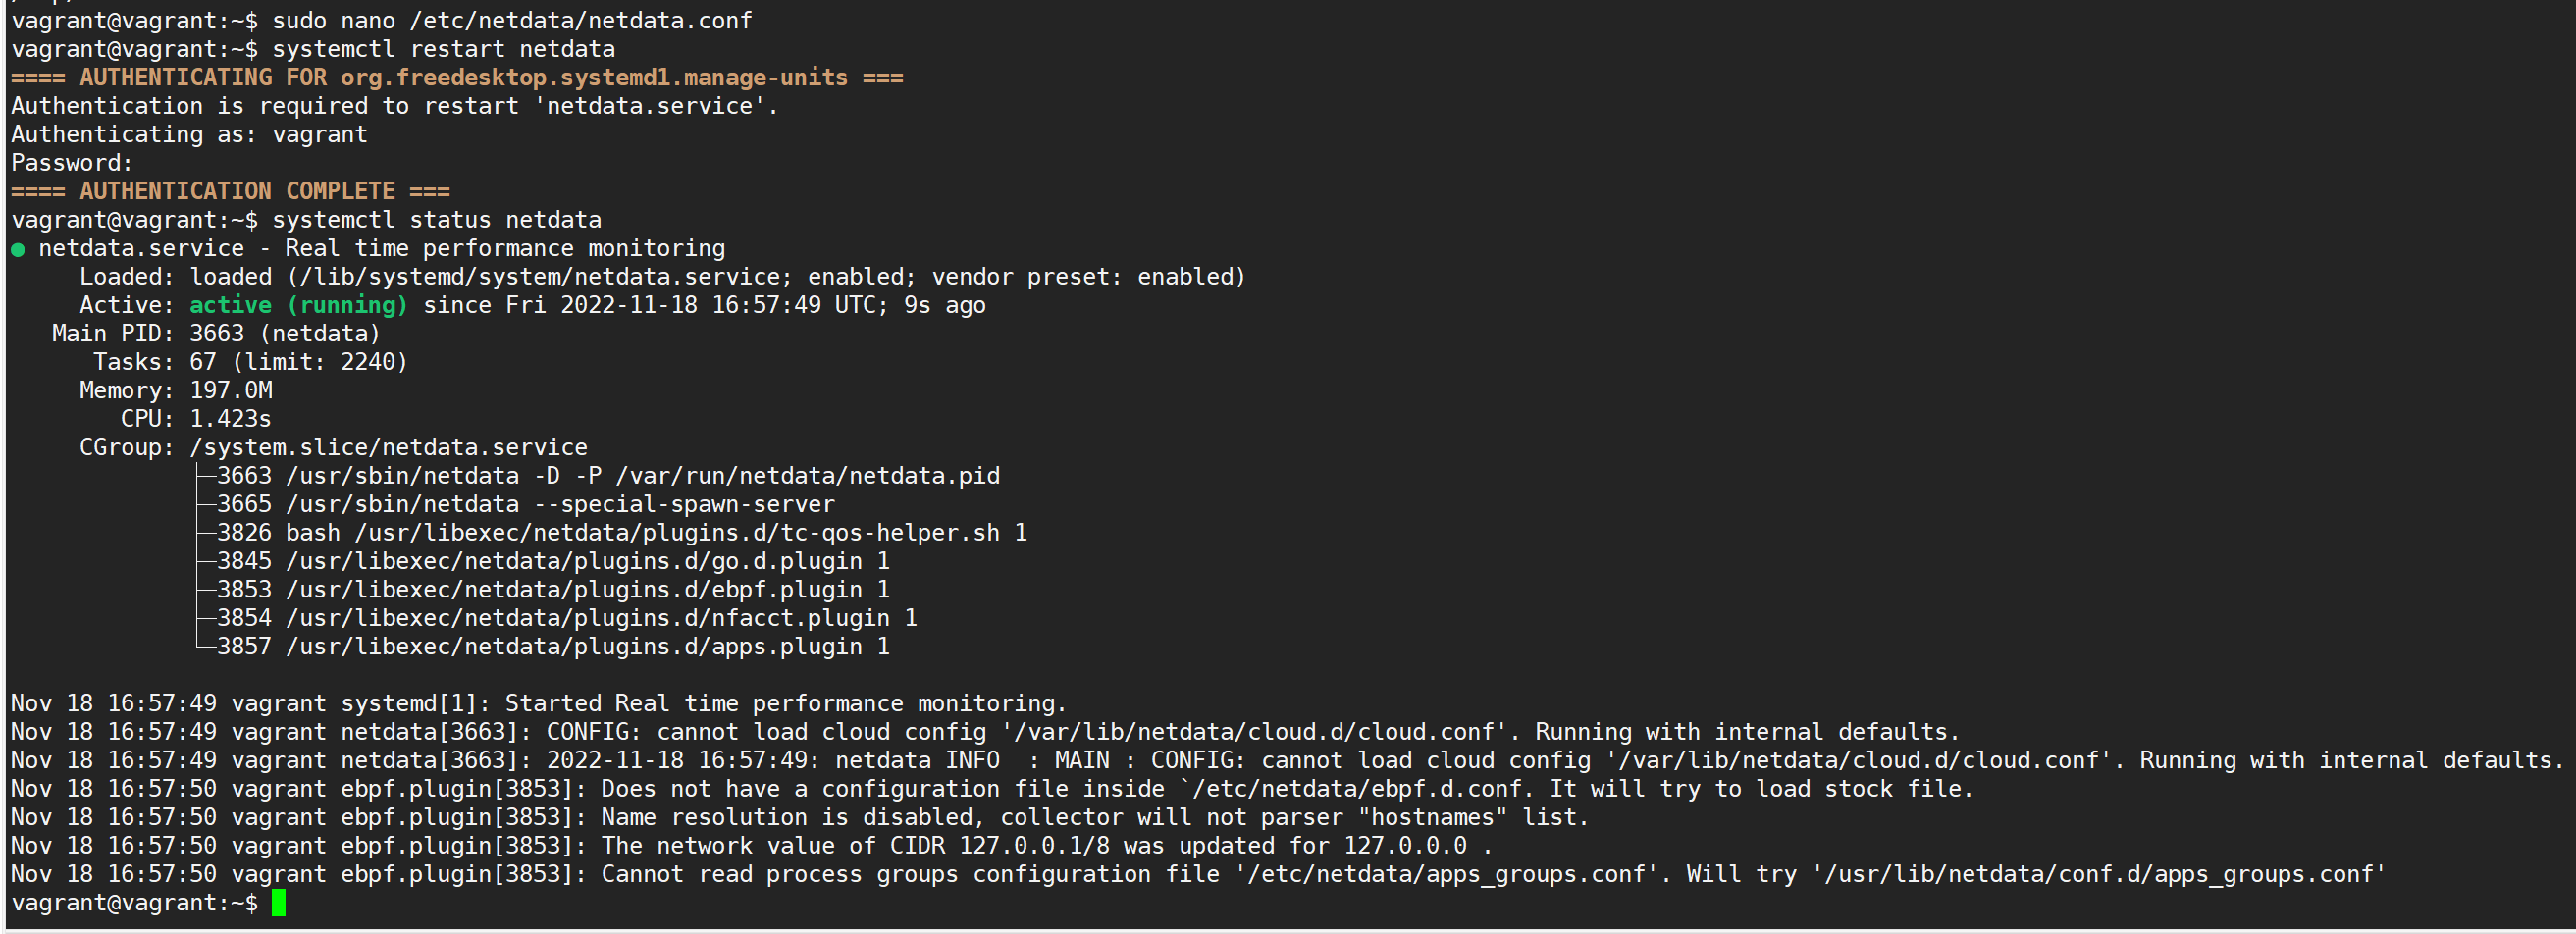 vagrant@vagrant:~$ sudo nano /etc/netdata/netdata.conf
vagrant@vagrant:~$ systemctl restart netdata
==== AUTHENTICATING FOR org.freedesktop.systemd1.manage-units ===
Authentication is required to restart 'netdata.service'.
Authenticating as: vagrant
Password:
==== AUTHENTICATION COMPLETE ===
vagrant@vagrant:~$ systemctl status netdata
● netdata.service - Real time performance monitoring
     Loaded: loaded (/lib/systemd/system/netdata.service; enabled; vendor preset: enabled)
     Active: active (running) since Fri 2022-11-18 16:57:49 UTC; 9s ago
   Main PID: 3663 (netdata)
      Tasks: 67 (limit: 2240)
     Memory: 197.0M
        CPU: 1.423s
     CGroup: /system.slice/netdata.service
             ├─3663 /usr/sbin/netdata -D -P /var/run/netdata/netdata.pid
             ├─3665 /usr/sbin/netdata --special-spawn-server
             ├─3826 bash /usr/libexec/netdata/plugins.d/tc-qos-helper.sh 1
             ├─3845 /usr/libexec/netdata/plugins.d/go.d.plugin 1
             ├─3853 /usr/libexec/netdata/plugins.d/ebpf.plugin 1
             ├─3854 /usr/libexec/netdata/plugins.d/nfacct.plugin 1
             └─3857 /usr/libexec/netdata/plugins.d/apps.plugin 1

Nov 18 16:57:49 vagrant systemd[1]: Started Real time performance monitoring.
Nov 18 16:57:49 vagrant netdata[3663]: CONFIG: cannot load cloud config '/var/lib/netdata/cloud.d/cloud.conf'. Running with internal defaults.
Nov 18 16:57:49 vagrant netdata[3663]: 2022-11-18 16:57:49: netdata INFO  : MAIN : CONFIG: cannot load cloud config '/var/lib/netdata/cloud.d/cloud.conf'. Running with internal defaults.
Nov 18 16:57:50 vagrant ebpf.plugin[3853]: Does not have a configuration file inside `/etc/netdata/ebpf.d.conf. It will try to load stock file.
Nov 18 16:57:50 vagrant ebpf.plugin[3853]: Name resolution is disabled, collector will not parser "hostnames" list.
Nov 18 16:57:50 vagrant ebpf.plugin[3853]: The network value of CIDR 127.0.0.1/8 was updated for 127.0.0.0 .
Nov 18 16:57:50 vagrant ebpf.plugin[3853]: Cannot read process groups configuration file '/etc/netdata/apps_groups.conf'. Will try '/usr/lib/netdata/conf.d/apps_groups.conf'
vagrant@vagrant:~$